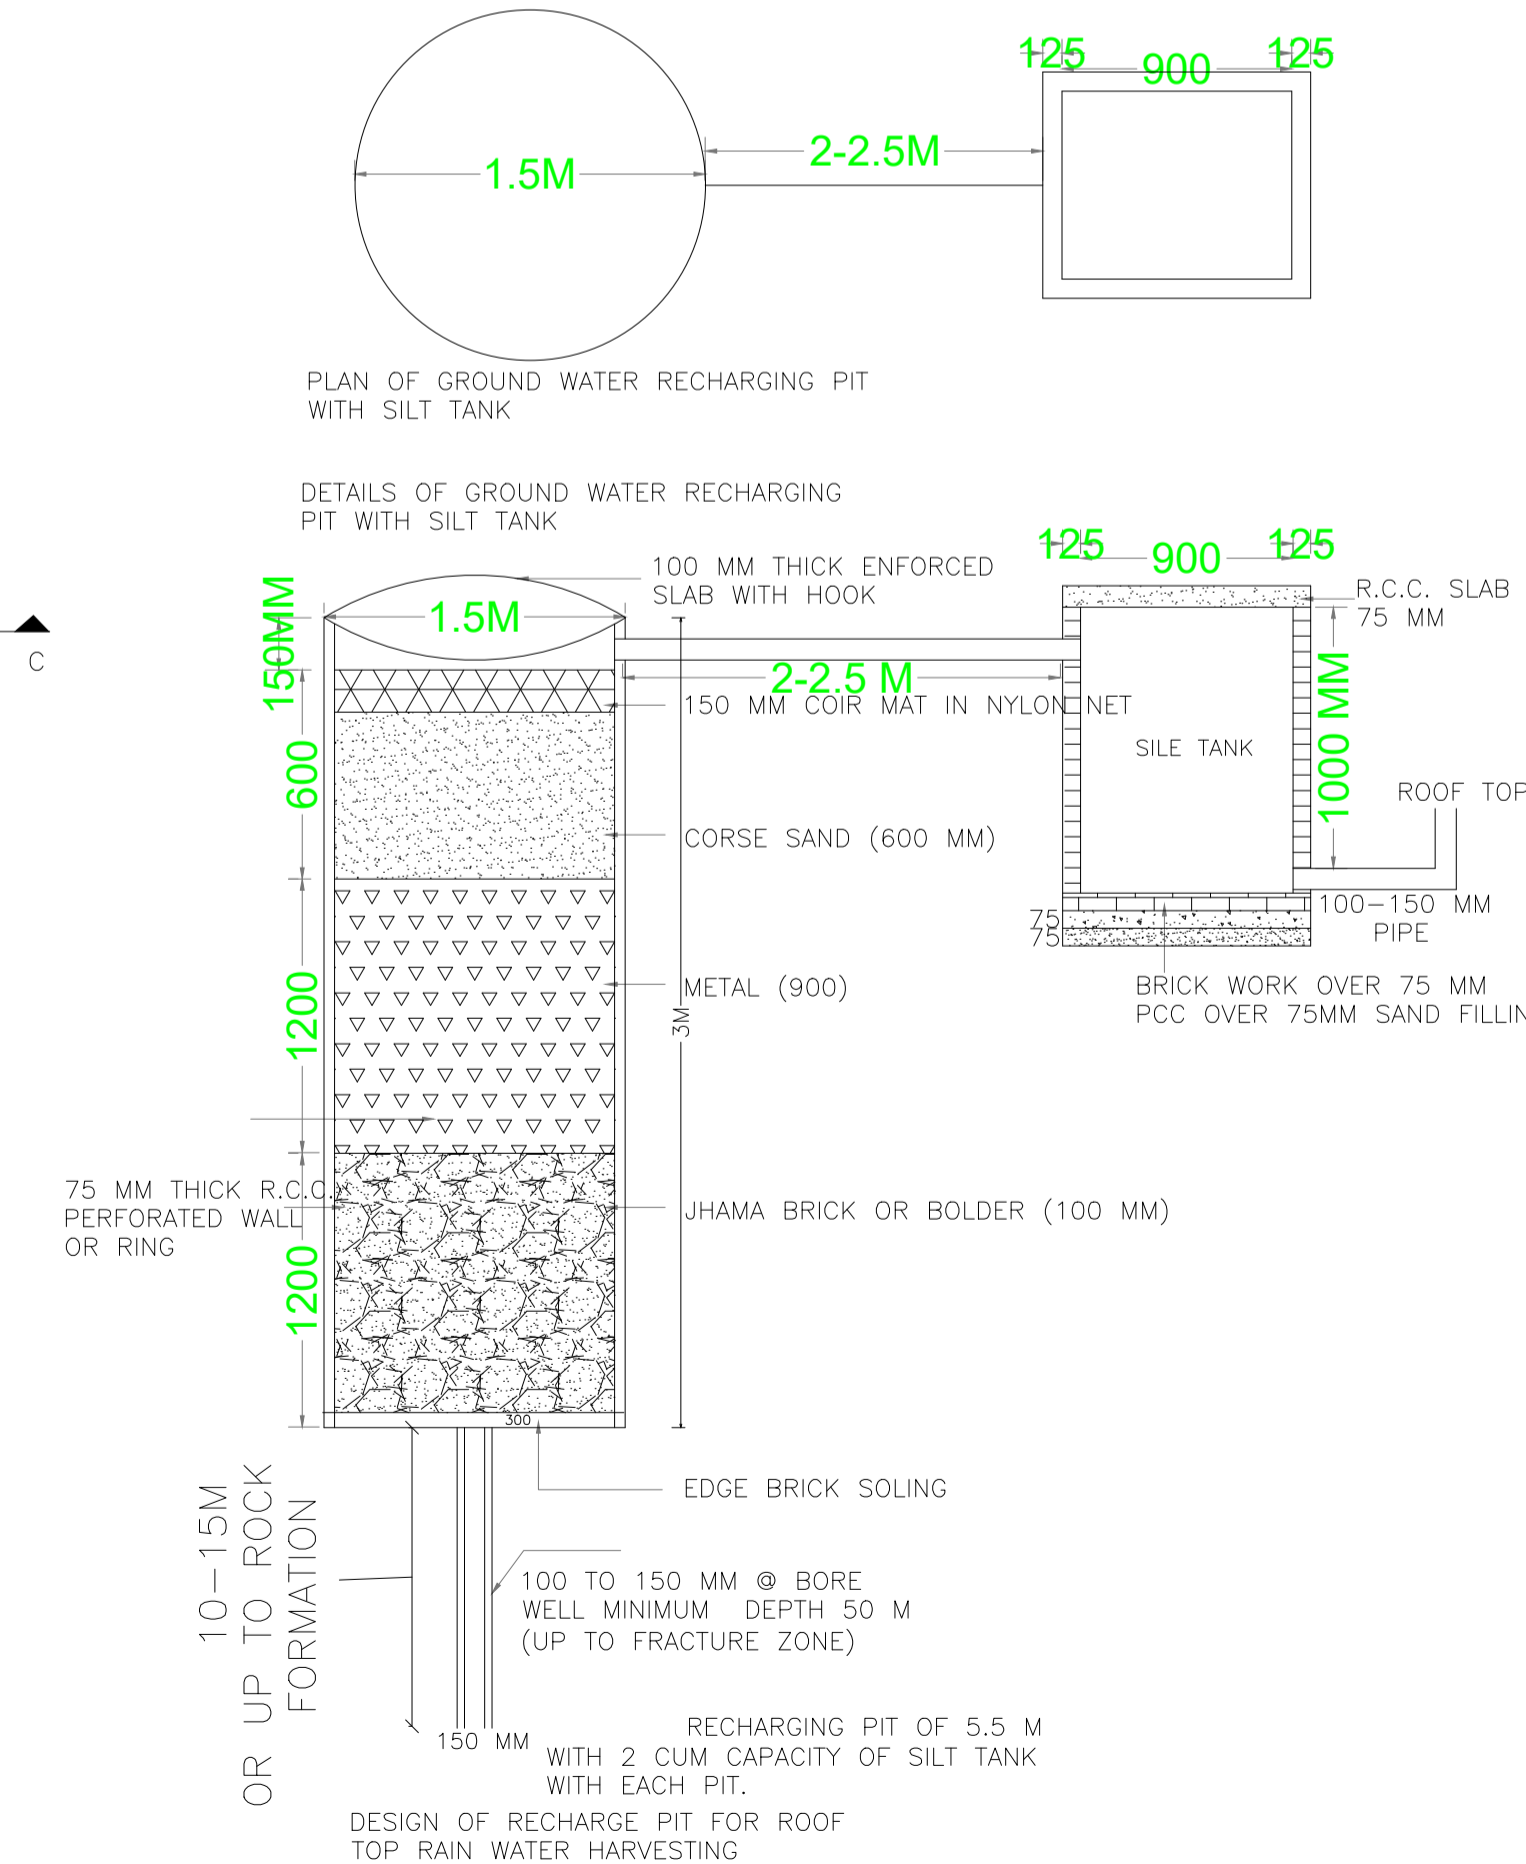 125
900
125
2-2.5M
1.5M
PLAN OF GROUND WATER RECHARGING PIT
WITH SILT TANK
DETAILS OF GROUND WATER RECHARGING
PIT WITH SILT TANK
100 MM THICK ENFORCED
SLAB WITH HOOK
125
900
125
R.C.C. SLAB
75 MM
C
150MM
1.5M
2-2.5 M
150 MM COIR MAT IN NYLON NET
600
SILE TANK
1000 MM
ROOF TOP
CORSE SAND (600 MM)
100-150 MM
PIPE
75
75
BRICK WORK OVER 75 MM
PCC OVER 75MM SAND FILLIN
1200
METAL (900)
3M
75 MM THICK R.C.C.
PERFORATED WALL
OR RING
JHAMA BRICK OR BOLDER (100 MM)
1200
300
EDGE BRICK SOLING
10-15M
OR UP TO ROCK
FORMATION
100 TO 150 MM @ BORE
WELL MINIMUM DEPTH 50 M
(UP TO FRACTURE ZONE)
150 MM
RECHARGING PIT OF 5.5 M
WITH 2 CUM CAPACITY OF SILT TANK
WITH EACH PIT.
DESIGN OF RECHARGE PIT FOR ROOF
TOP RAIN WATER HARVESTING